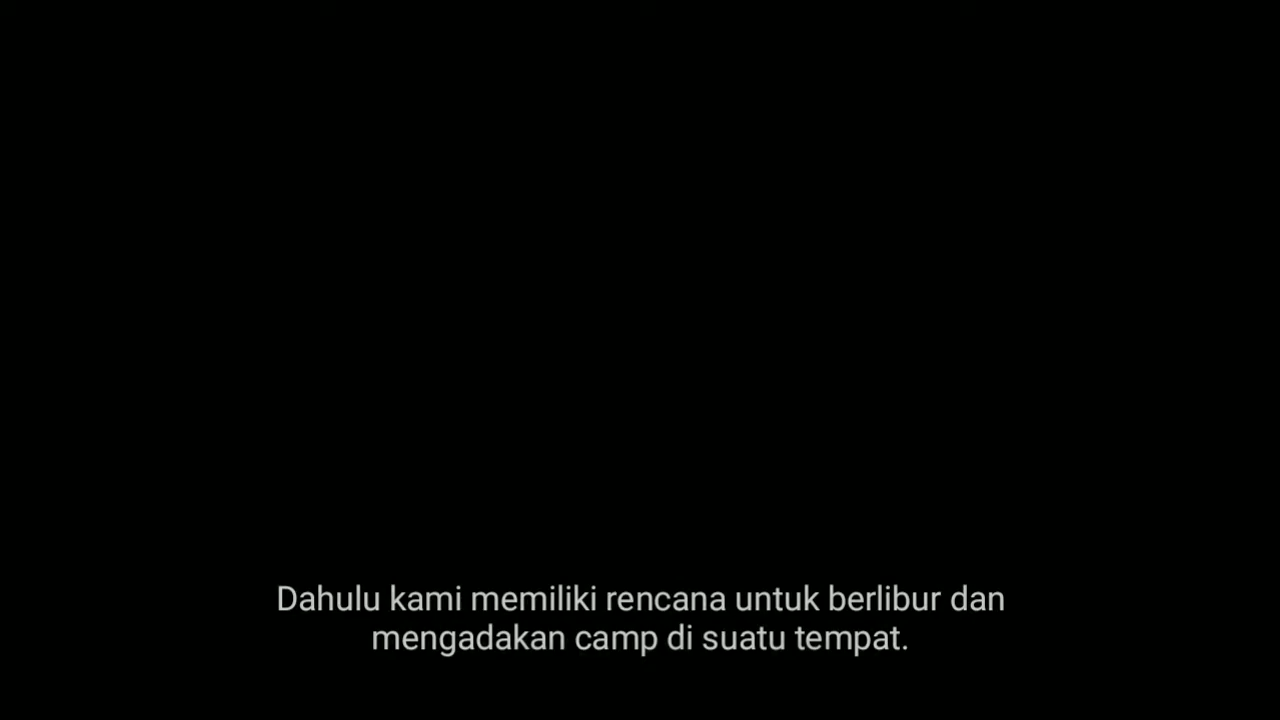 Dahulu kami memiliki rencana untuk berlibur dan
mengadakan camp di suatu tempat.